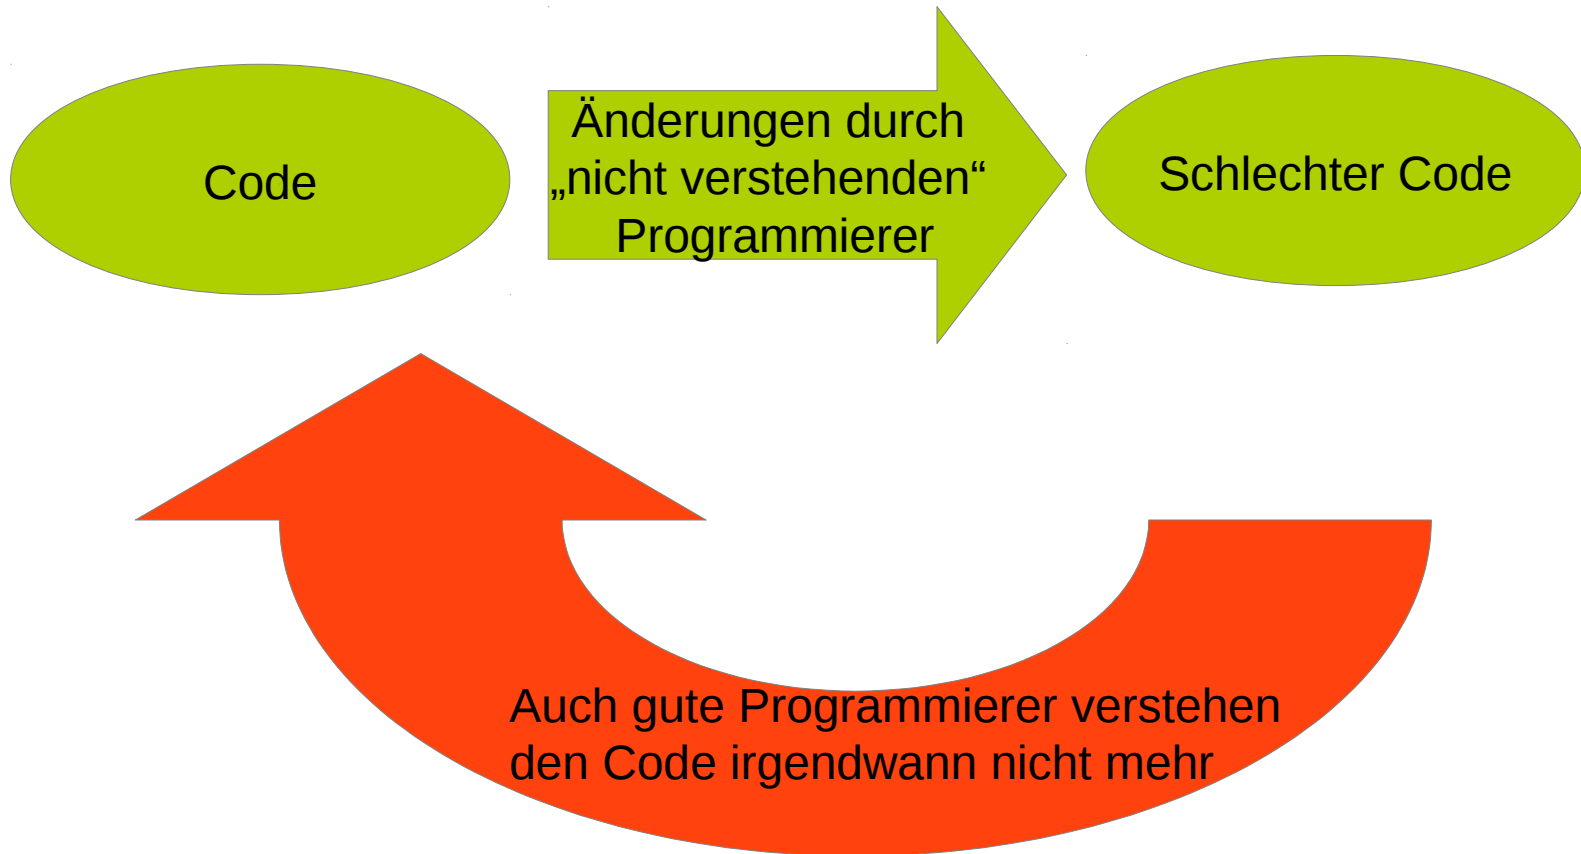 Code
Änderungen durch
„nicht verstehenden“
Programmierer
Schlechter Code
Auch gute Programmierer verstehen
den Code irgendwann nicht mehr